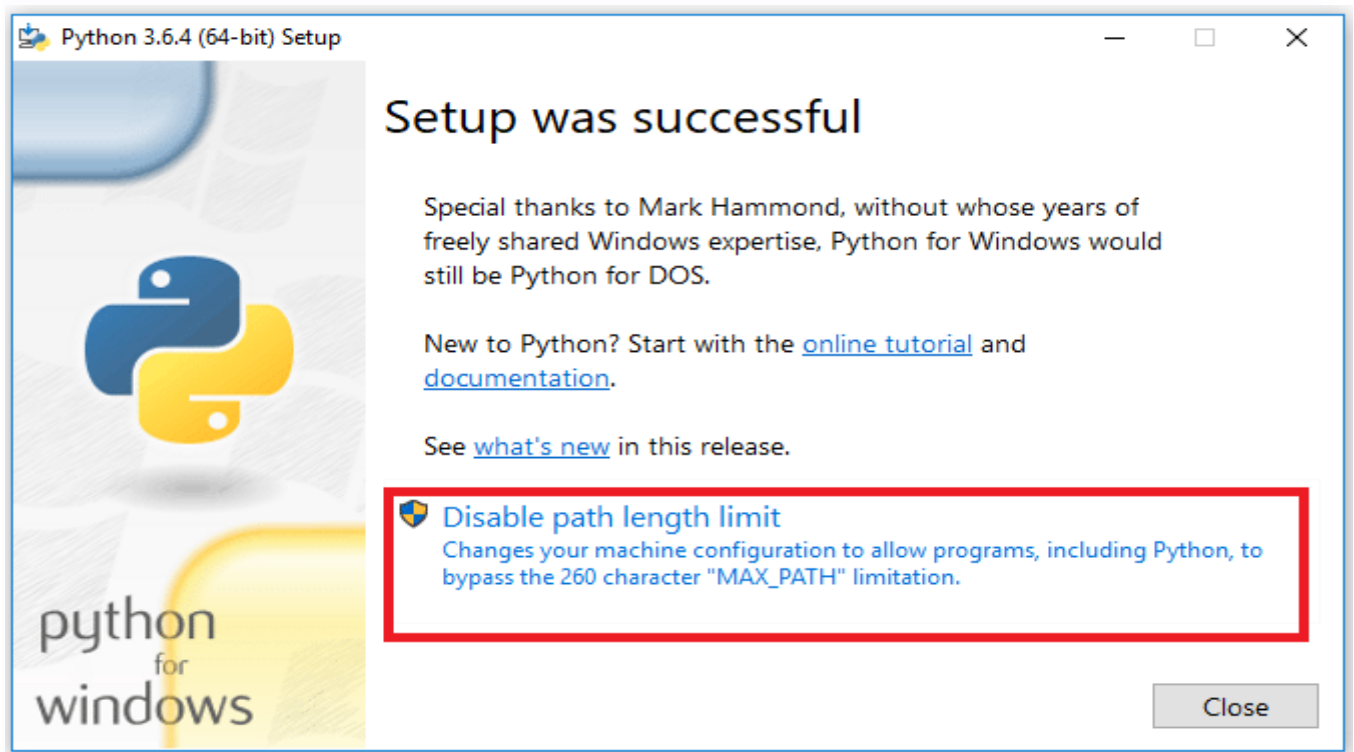 Python 3.6.4 (64-bit) Setup
Setup was successful
Special thanks to Mark Hammond, without whose years of
freely shared Windows expertise, Python for Windows would
still be Python for DOS.
New to Python? Start with the online tutorial and
documentation.
See what's new in this release.
Disable path length limit
Changes your machine configuration to allow programs, including Python, to
bypass the 260 character "MAX_PATH" limitation.
python
for
windows
Close